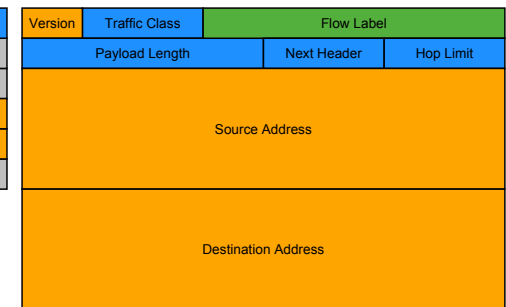 Version Traffic Class Flow Label
Payload Length Next Header Hop Limit
Source Address
Destination Address